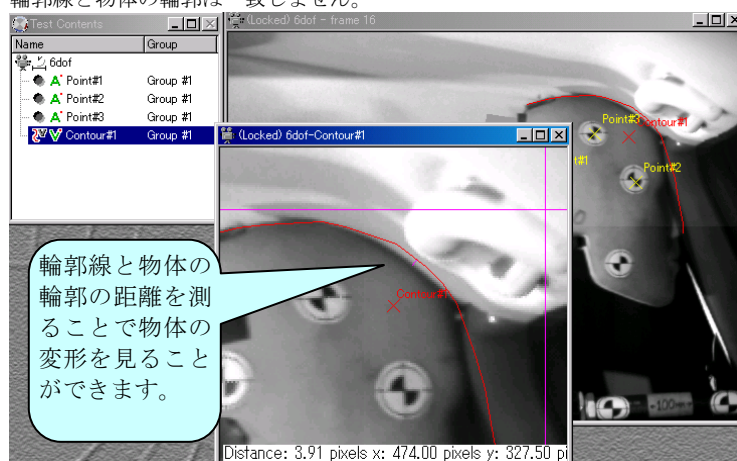 輪郭線と物体の輪郭は一致しません。
Test Contents
Name Group
6dof
A Point#1 Group #1
A Point#2 Group #1
A Point#3 Group #1
Contour#1 Group #1
(Locked) 6dof - frame 16
Point#3
Contour#1
t#1
Point#2
100mm
(Locked) 6dof-Contour#1
Contour#1
輪郭線と物体の
輪郭の距離を測
ることで物体の
変形を見ること
ができます。
Distance: 3.91 pixels x: 474.00 pixels y: 327.50 pi